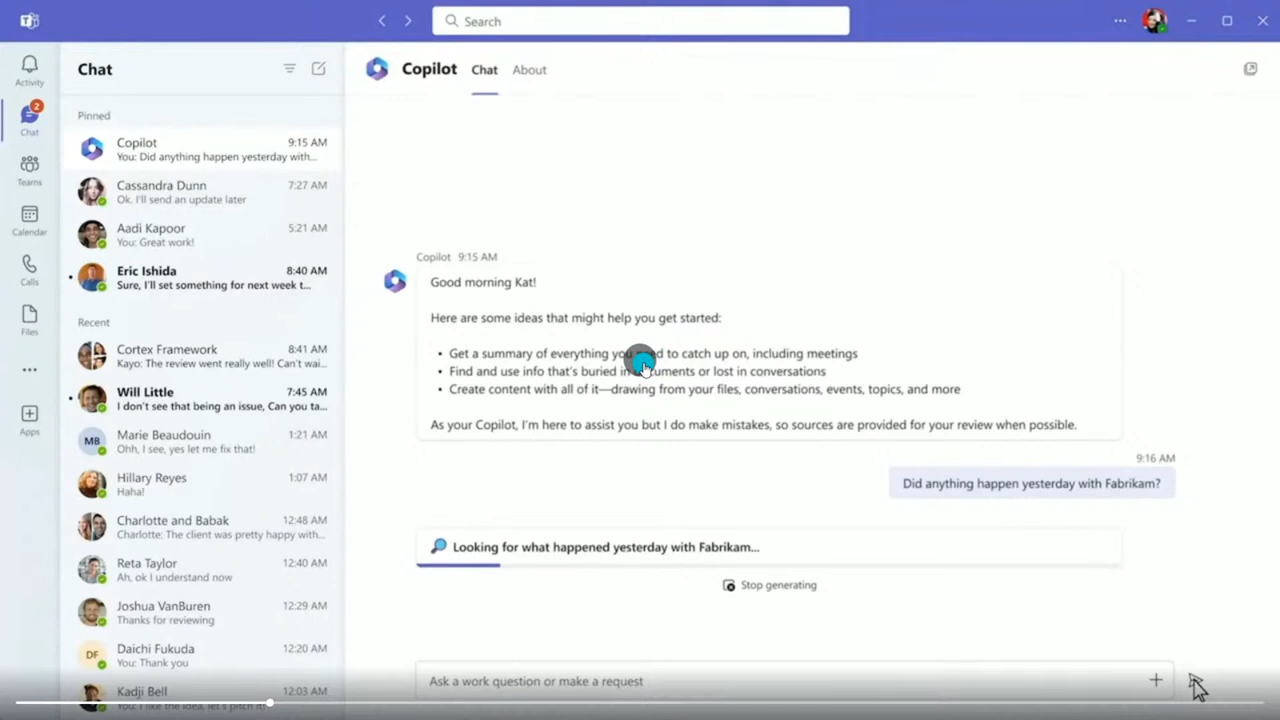 Search
Activity
2
Chat
Teams
Calendar
Calls
Files
Apps
Chat
Pinned
Copilot 9:15 AM
You: Did anything happen yesterday with...
Cassandra Dunn 7:27 AM
Ok. I'll send an update later
Aadi Kapoor 5:21 AM
You: Great work!
Eric Ishida 8:40 AM
Sure, I'll set something for next week t...
Recent
Cortex Framework 8:41 AM
Kayo: The review went really well! Can't wai...
Will Little 7:45 AM
I don't see that being an issue, Can you ta...
MB
Marie Beaudouin 1:21 AM
Ohh, I see, yes let me fix that!
Hillary Reyes 1:07 AM
Haha!
Charlotte and Babak 12:48 AM
Charlotte: The client was pretty happy with...
Reta Taylor 12:40 AM
Ah, ok I understand now
Joshua VanBuren 12:29 AM
Thanks for reviewing
DF
Daichi Fukuda 12:20 AM
You: Thank you
Kadji Bell 12:03 AM
You: I like the idea, let's pitch it!
Copilot Chat About
Copilot 9:15 AM
Good morning Kat!
Here are some ideas that might help you get started:
• Get a summary of everything you need to catch up on, including meetings
• Find and use info that's buried in documents or lost in conversations
• Create content with all of it—drawing from your files, conversations, events, topics, and more
As your Copilot, I'm here to assist you but I do make mistakes, so sources are provided for your review when possible.
9:16 AM
Did anything happen yesterday with Fabrikam?
Looking for what happened yesterday with Fabrikam...
Stop generating
Ask a work question or make a request